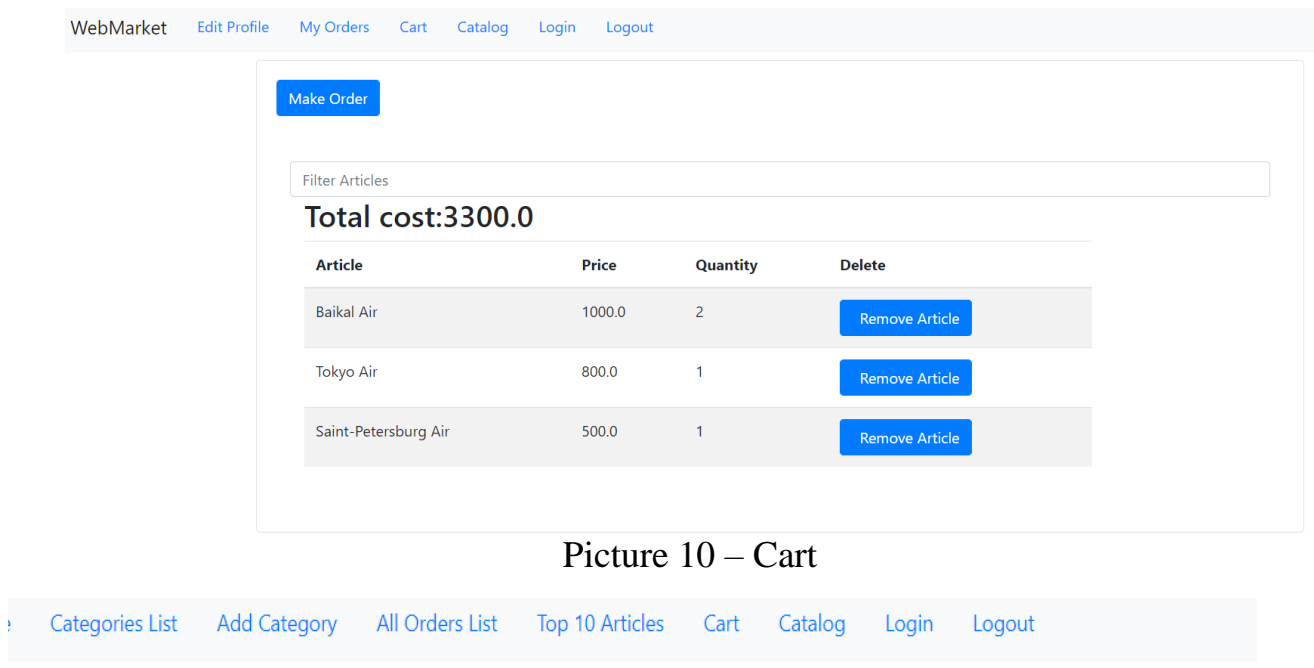 WebMarket Edit Profile My Orders Cart Catalog Login Logout
Make Order
Filter Articles
Total cost:3300.0
Article Price Quantity Delete
Baikal Air 1000.0 2 Remove Article
Tokyo Air 800.0 1 Remove Article
Saint-Petersburg Air 500.0 1 Remove Article
Picture 10 – Cart
Categories List Add Category All Orders List Top 10 Articles Cart Catalog Login Logout